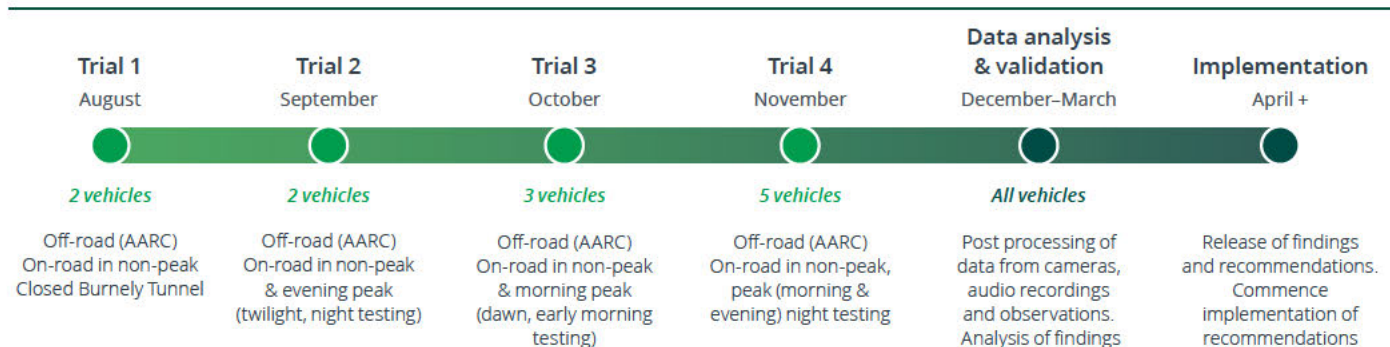 Trial 1
August
2 vehicles
Off-road (AARC)
On-road in non-peak
Closed Burnely Tunnel
Trial 2
September
2 vehicles
Off-road (AARC)
On-road in non-peak
& evening peak
(twilight, night testing)
Trial 3
October
3 vehicles
Off-road (AARC)
On-road in non-peak
& morning peak
(dawn, early morning
testing)
Trial 4
November
5 vehicles
Off-road (AARC)
On-road in non-peak,
peak (morning &
evening) night testing
Data analysis
& validation
December–March
All vehicles
Post processing of
data from cameras,
audio recordings
and observations.
Analysis of findings
Implementation
April +
Release of findings
and recommendations.
Commence
implementation of
recommendations